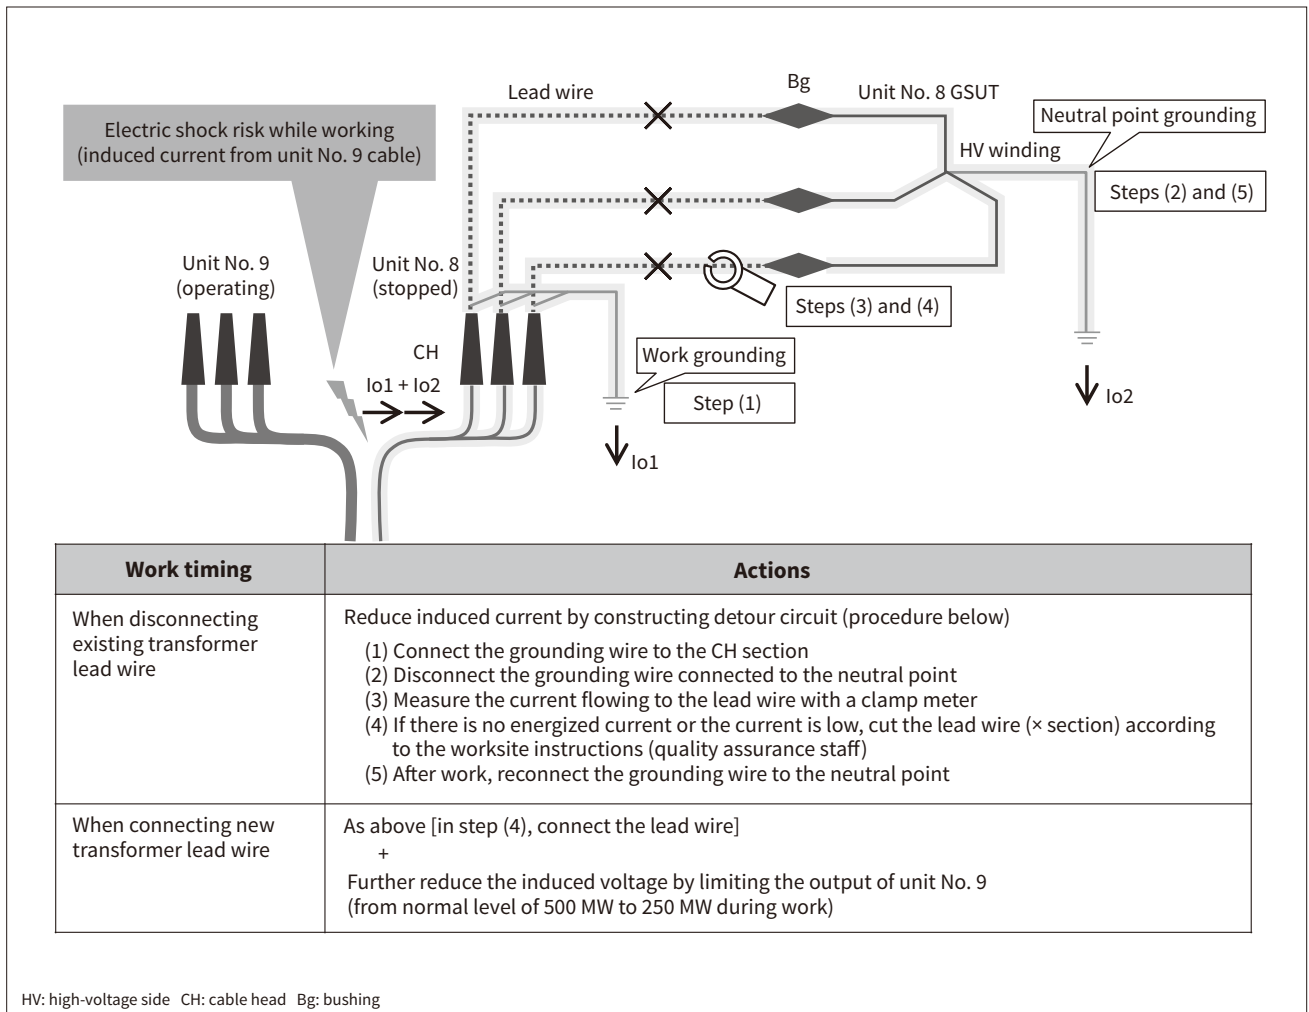 Lead wire
Bg
Unit No. 8 GSUT
Neutral point grounding
Electric shock risk while working
(induced current from unit No. 9 cable)
HV winding
Steps (2) and (5)
Unit No. 9
(operating)
Unit No. 8
(stopped)
Steps (3) and (4)
CH
Work grounding
Io1 + Io2
Step (1)
Io2
Io1
Work timing
Actions
When disconnecting
existing transformer
lead wire
Reduce induced current by constructing detour circuit (procedure below)
(1) Connect the grounding wire to the CH section
(2) Disconnect the grounding wire connected to the neutral point
(3) Measure the current flowing to the lead wire with a clamp meter
(4) If there is no energized current or the current is low, cut the lead wire (× section) according
to the worksite instructions (quality assurance staff)
(5) After work, reconnect the grounding wire to the neutral point
When connecting new
transformer lead wire
As above [in step (4), connect the lead wire]
+
Further reduce the induced voltage by limiting the output of unit No. 9
(from normal level of 500 MW to 250 MW during work)
HV: high-voltage side CH: cable head Bg: bushing